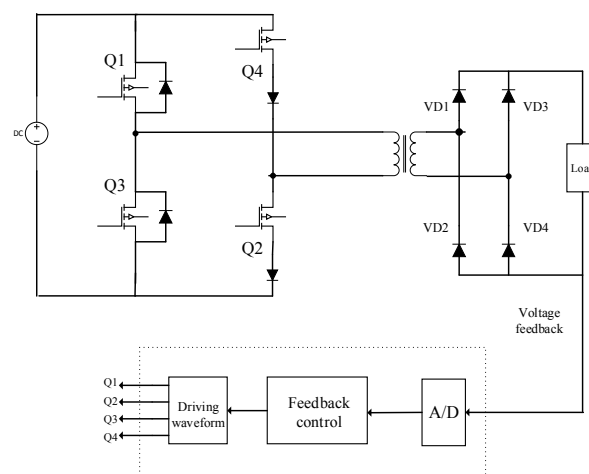 Q1
Q4
DC
+
−
VD1
VD3
Q3
Q2
VD2
VD4
Loa
Voltage
feedback
Q1
Q2
Q3
Q4
Driving
waveform
Feedback
control
A/D